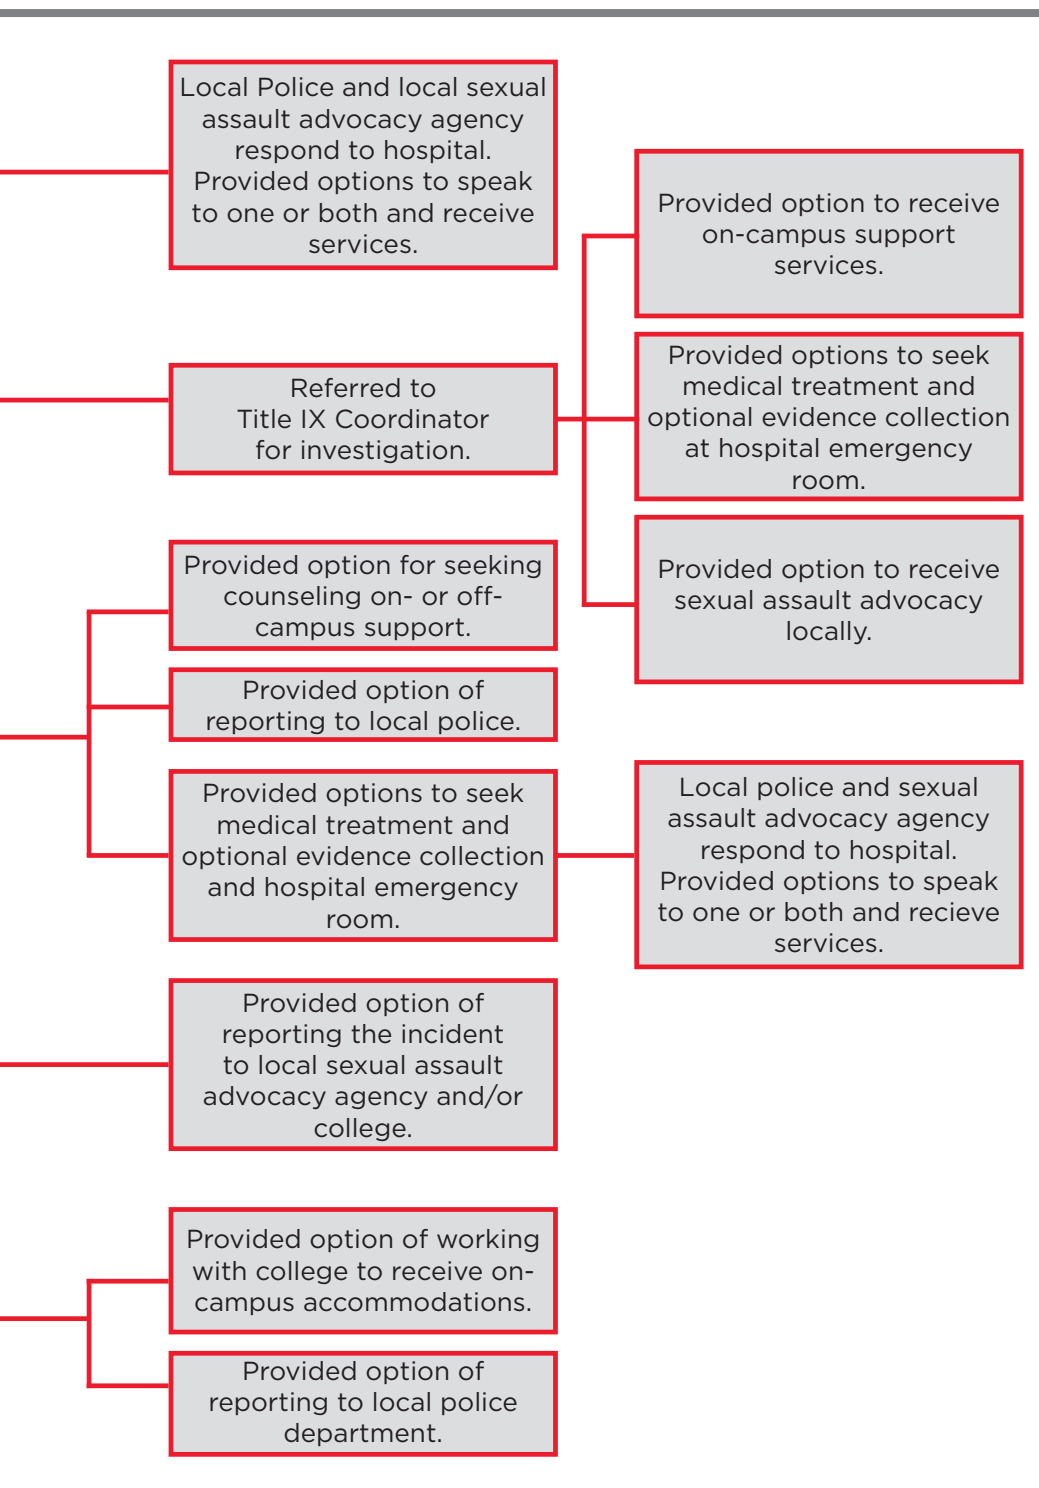 Local Police and local sexual
assault advocacy agency
respond to hospital.
Provided options to speak
to one or both and receive
services.
Referred to
Title IX Coordinator
for investigation.
Provided option to receive
on-campus support
services.
Provided options to seek
medical treatment and
optional evidence collection
at hospital emergency
room.
Provided option to receive
sexual assault advocacy
locally.
Provided option for seeking
counseling on- or off-
campus support.
Provided option of
reporting to local police.
Provided options to seek
medical treatment and
optional evidence collection
and hospital emergency
room.
Local police and sexual
assault advocacy agency
respond to hospital.
Provided options to speak
to one or both and recieve
services.
Provided option of
reporting the incident
to local sexual assault
advocacy agency and/or
college.
Provided option of working
with college to receive on-
campus accommodations.
Provided option of
reporting to local police
department.